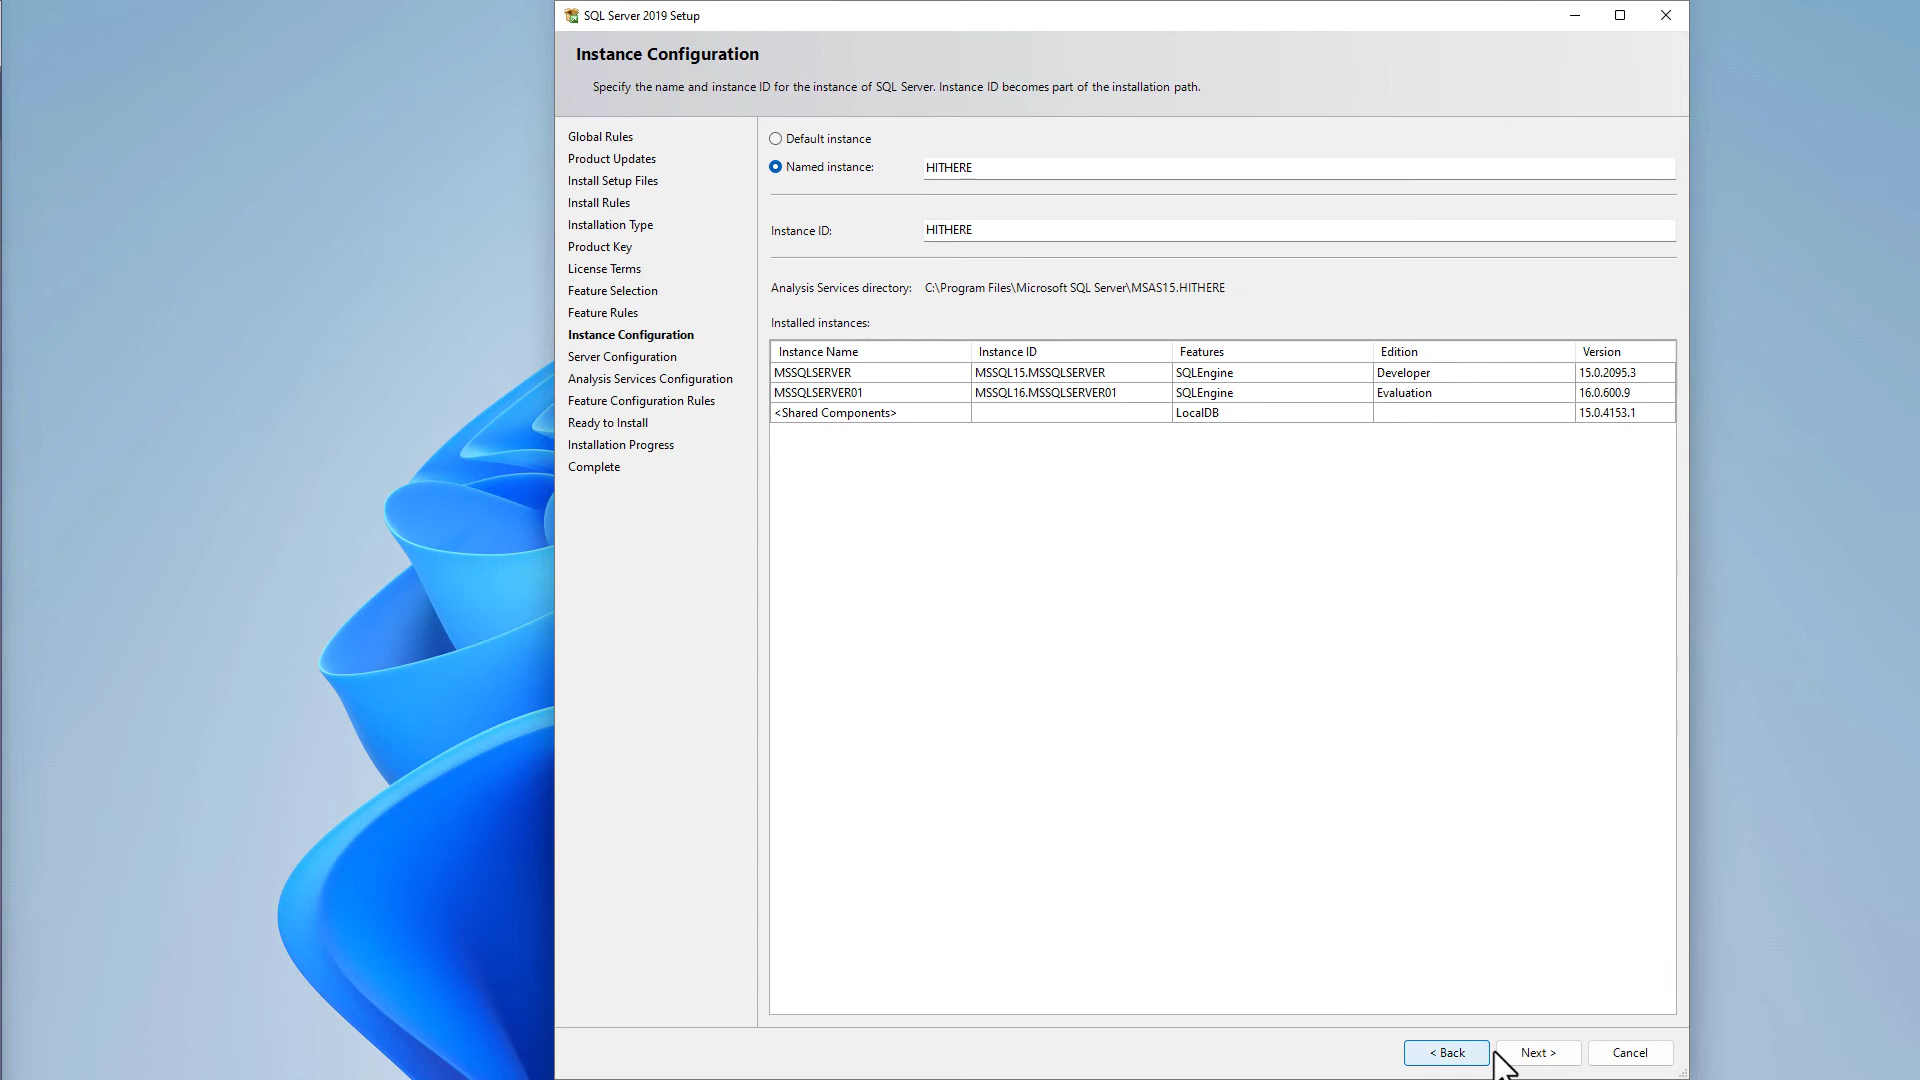 SQL Server 2019 Setup
Instance Configuration
Specify the name and instance ID for the instance of SQL Server. Instance ID becomes part of the installation path.
Global Rules
Product Updates
Install Setup Files
Install Rules
Installation Type
Product Key
License Terms
Feature Selection
Feature Rules
Instance Configuration
Server Configuration
Analysis Services Configuration
Feature Configuration Rules
Ready to Install
Installation Progress
Complete
Default instance
Named instance: HITHERE
Instance ID: HITHERE
Analysis Services directory: C:\Program Files\Microsoft SQL Server\MSAS15.HITHERE
Installed instances:
Instance Name Instance ID Features Edition Version
MSSQLSERVER MSSQL15.MSSQLSERVER SQLEngine Developer 15.0.2095.3
MSSQLSERVER01 MSSQL16.MSSQLSERVER01 SQLEngine Evaluation 16.0.600.9
<Shared Components> LocalDB 15.0.4153.1
< Back Next > Cancel